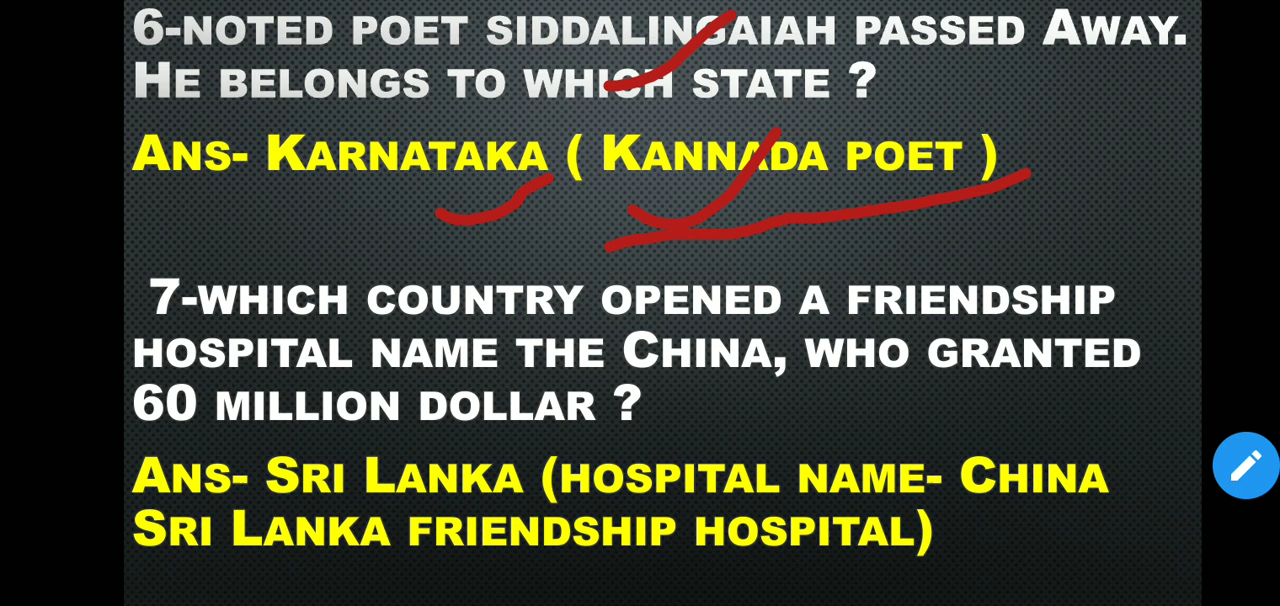 6-NOTED POET SIDDALINGAIAH PASSED AWAY.
HE BELONGS TO WHICH STATE ?
ANS- KARNATAKA ( KANNADA POET )
7-WHICH COUNTRY OPENED A FRIENDSHIP
HOSPITAL NAME THE CHINA, WHO GRANTED
60 MILLION DOLLAR ?
ANS- SRI LANKA (HOSPITAL NAME- CHINA
SRI LANKA FRIENDSHIP HOSPITAL)